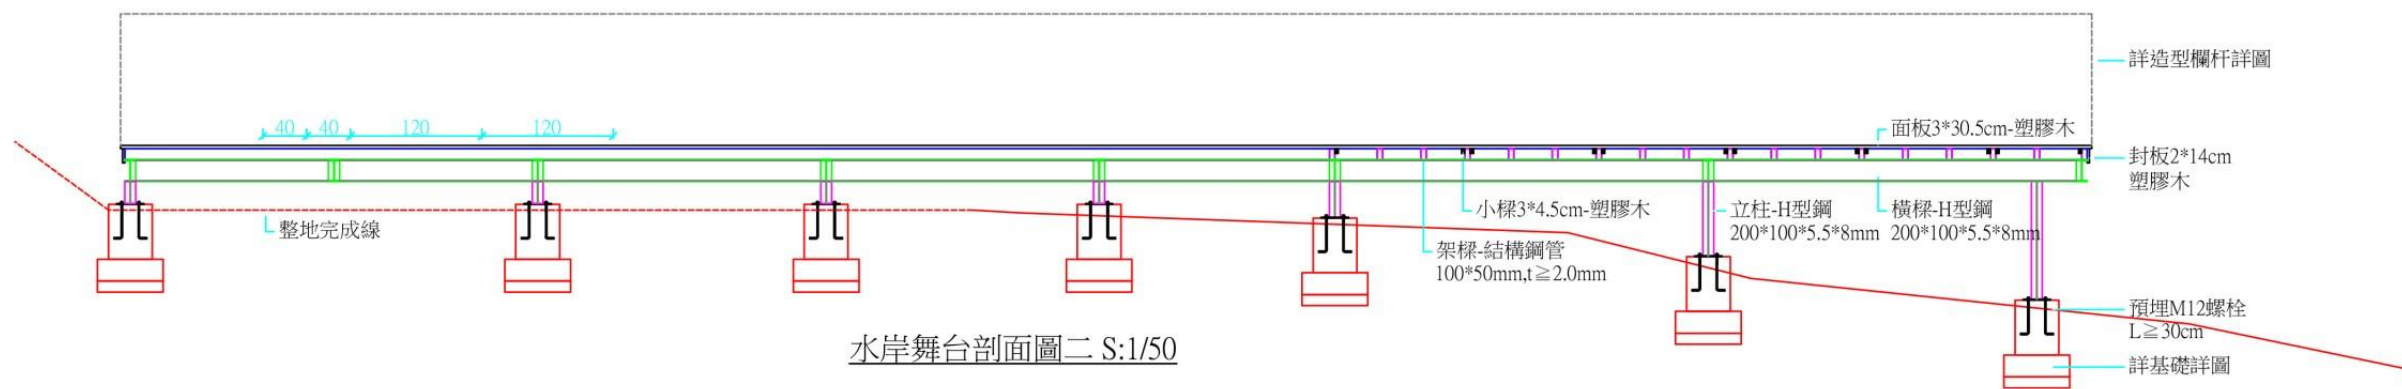 詳造型欄杆詳圖
40 40 120 120
面板3*30.5cm-塑膠木
封板2*14cm
塑膠木
整地完成線
小樑3*4.5cm-塑膠木
立柱-H型鋼
200*100*5.5*8mm
橫樑-H型鋼
200*100*5.5*8mm
架樑-結構鋼管
100*50mm,t≧2.0mm
預埋M12螺栓
L≧30cm
水岸舞台剖面圖二 S:1/50
詳基礎詳圖